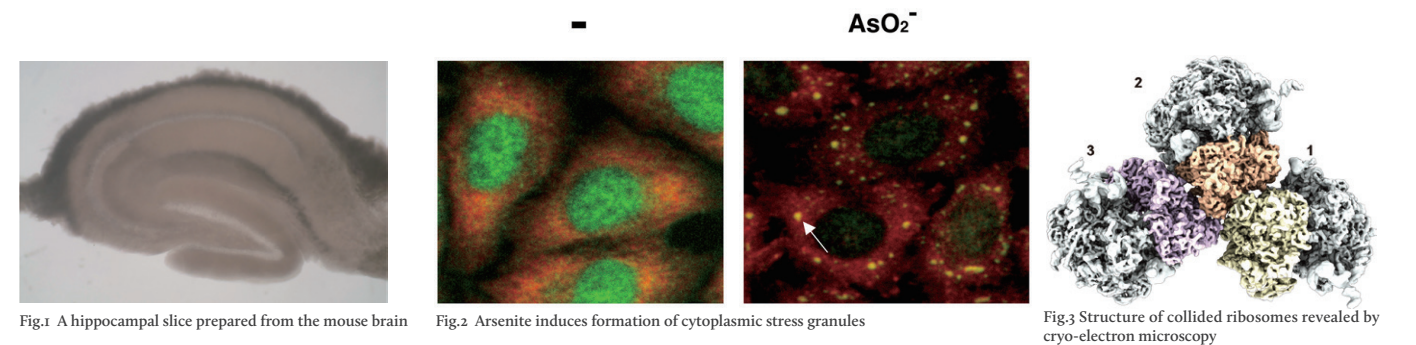 -
AsO₂⁻
2
3
1
Fig.1 A hippocampal slice prepared from the mouse brain
Fig.2 Arsenite induces formation of cytoplasmic stress granules
Fig.3 Structure of collided ribosomes revealed by
cryo-electron microscopy